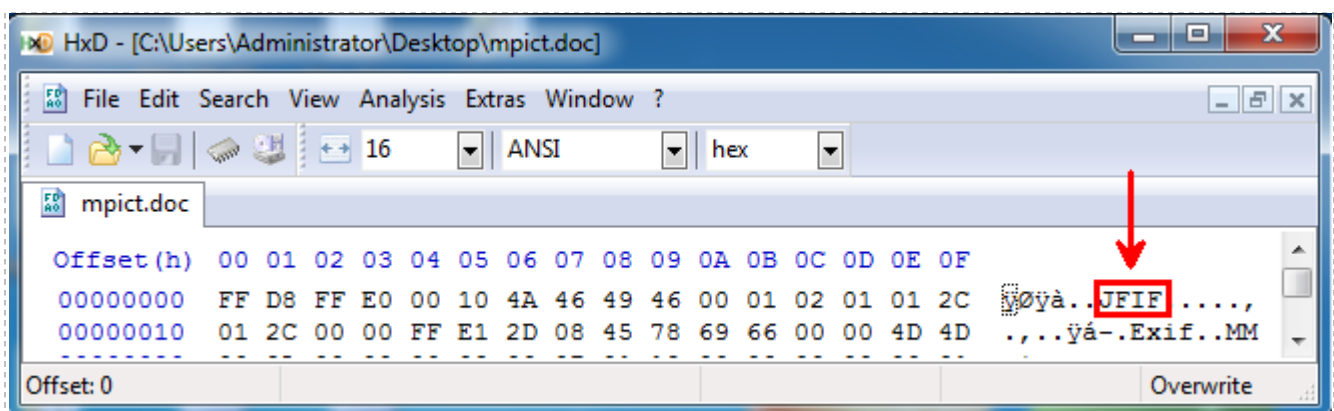 HxD - [C:\Users\Administrator\Desktop\mpict.doc]
File Edit Search View Analysis Extras Window ?
16 ANSI hex
mpict.doc
Offset(h) 00 01 02 03 04 05 06 07 08 09 0A 0B 0C 0D 0E 0F
00000000 FF D8 FF E0 00 10 4A 46 49 46 00 01 02 01 01 2C ÿØÿà..JFIF.....,
00000010 01 2C 00 00 FF E1 2D 08 45 78 69 66 00 00 4D 4D .,..ÿá-.Exif..MM
Offset: 0 Overwrite